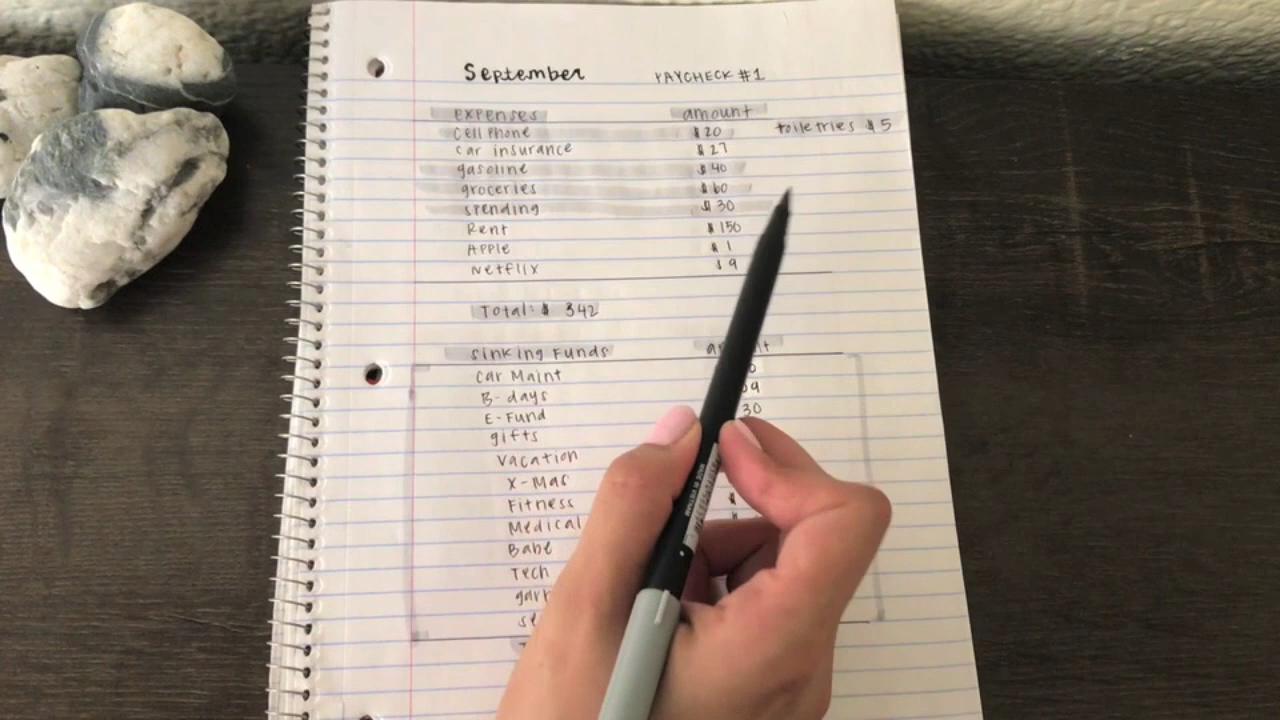 September PAYCHECK #1
Expenses amount
Cell Phone $20 toiletries $5
car insurance $27
gasoline $40
groceries $60
spending $30
Rent $150
Apple $1
Netflix $9
Total: $ 342
Sinking Funds
Car Maint
B-days
E-Fund 30
gifts
Vacation
X-Mas
Fitness $
Medical
Babe
Tech